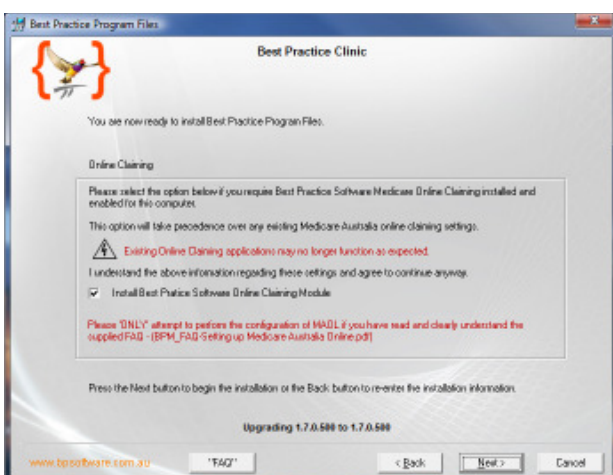 Best Practice Program Files
Best Practice Clinic
You are now ready to install Best Practice Program Files.
Online Claiming
Please select the option below if you require Best Practice Software Medicare Online Claiming installed and
enabled for this computer.
This option will take precedence over any existing Medicare Australia online claiming settings.
Existing Online Claiming applications may no longer function as expected.
I understand the above information regarding these settings and agree to continue anyway.
Install Best Pratice Software Online Claiming Module
Please 'ONLY' attempt to perform the configuration of MAOL if you have read and clearly understand the
supplied FAQ - (BPM_FAQ-Setting up Medicare Australia Online.pdf)
Press the Next button to begin the installation or the Back button to re-enter the installation information.
Upgrading 1.7.0.500 to 1.7.0.500
www.bpsoftware.com.au
"FAQ"
< Back
Next >
Cancel